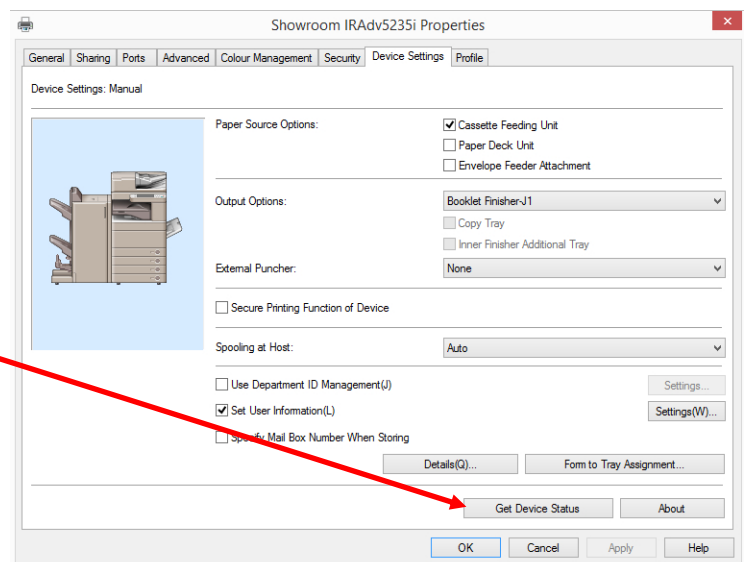 Showroom IRAdv5235i Properties
General Sharing Ports Advanced Colour Management Security Device Settings Profile
Device Settings: Manual
Paper Source Options:
Cassette Feeding Unit
Paper Deck Unit
Envelope Feeder Attachment
Output Options: Booklet Finisher-J1
Copy Tray
Inner Finisher Additional Tray
External Puncher: None
Secure Printing Function of Device
Spooling at Host: Auto
Use Department ID Management(J) Settings...
Set User Information(L) Settings(W)...
Specify Mail Box Number When Storing
Details(Q)... Form to Tray Assignment...
Get Device Status About
OK Cancel Apply Help